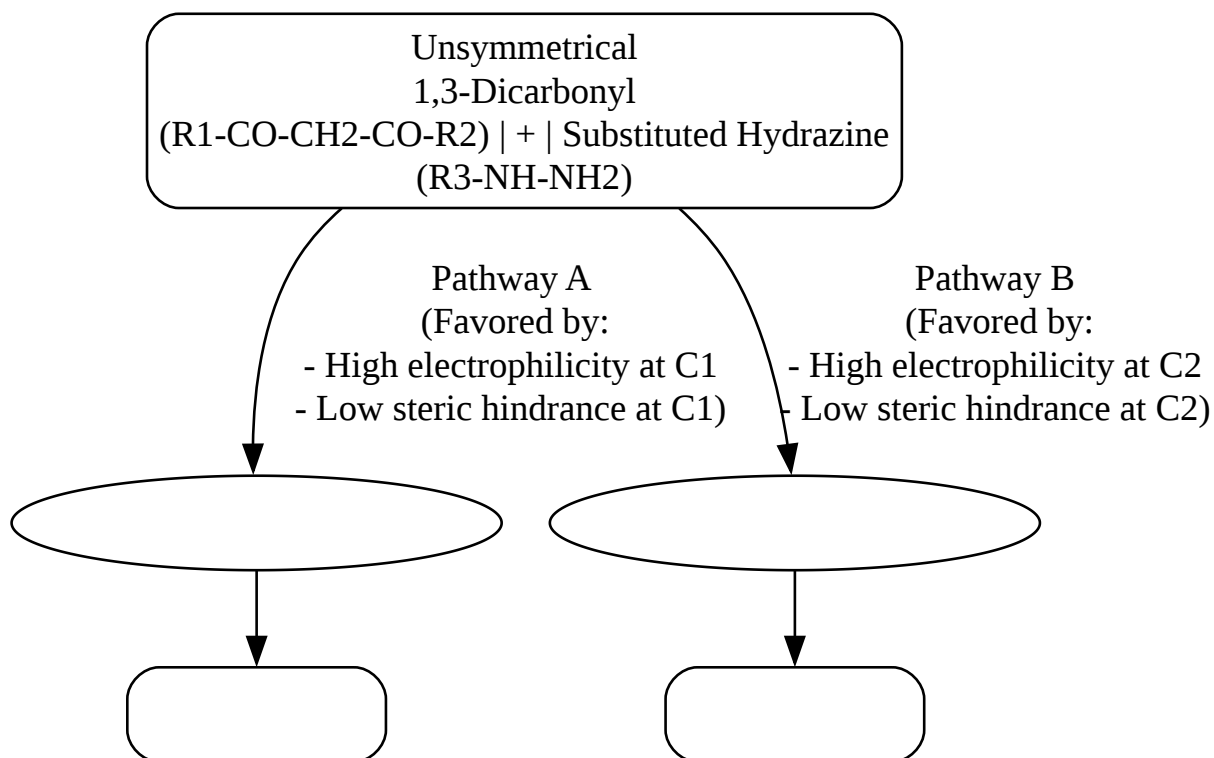 Unsymmetrical
1,3-Dicarbonyl
(R1-CO-CH2-CO-R2) | + | Substituted Hydrazine
(R3-NH-NH2)
Pathway A
(Favored by:
- High electrophilicity at C1
- Low steric hindrance at C1)
Pathway B
(Favored by:
- High electrophilicity at C2
- Low steric hindrance at C2)